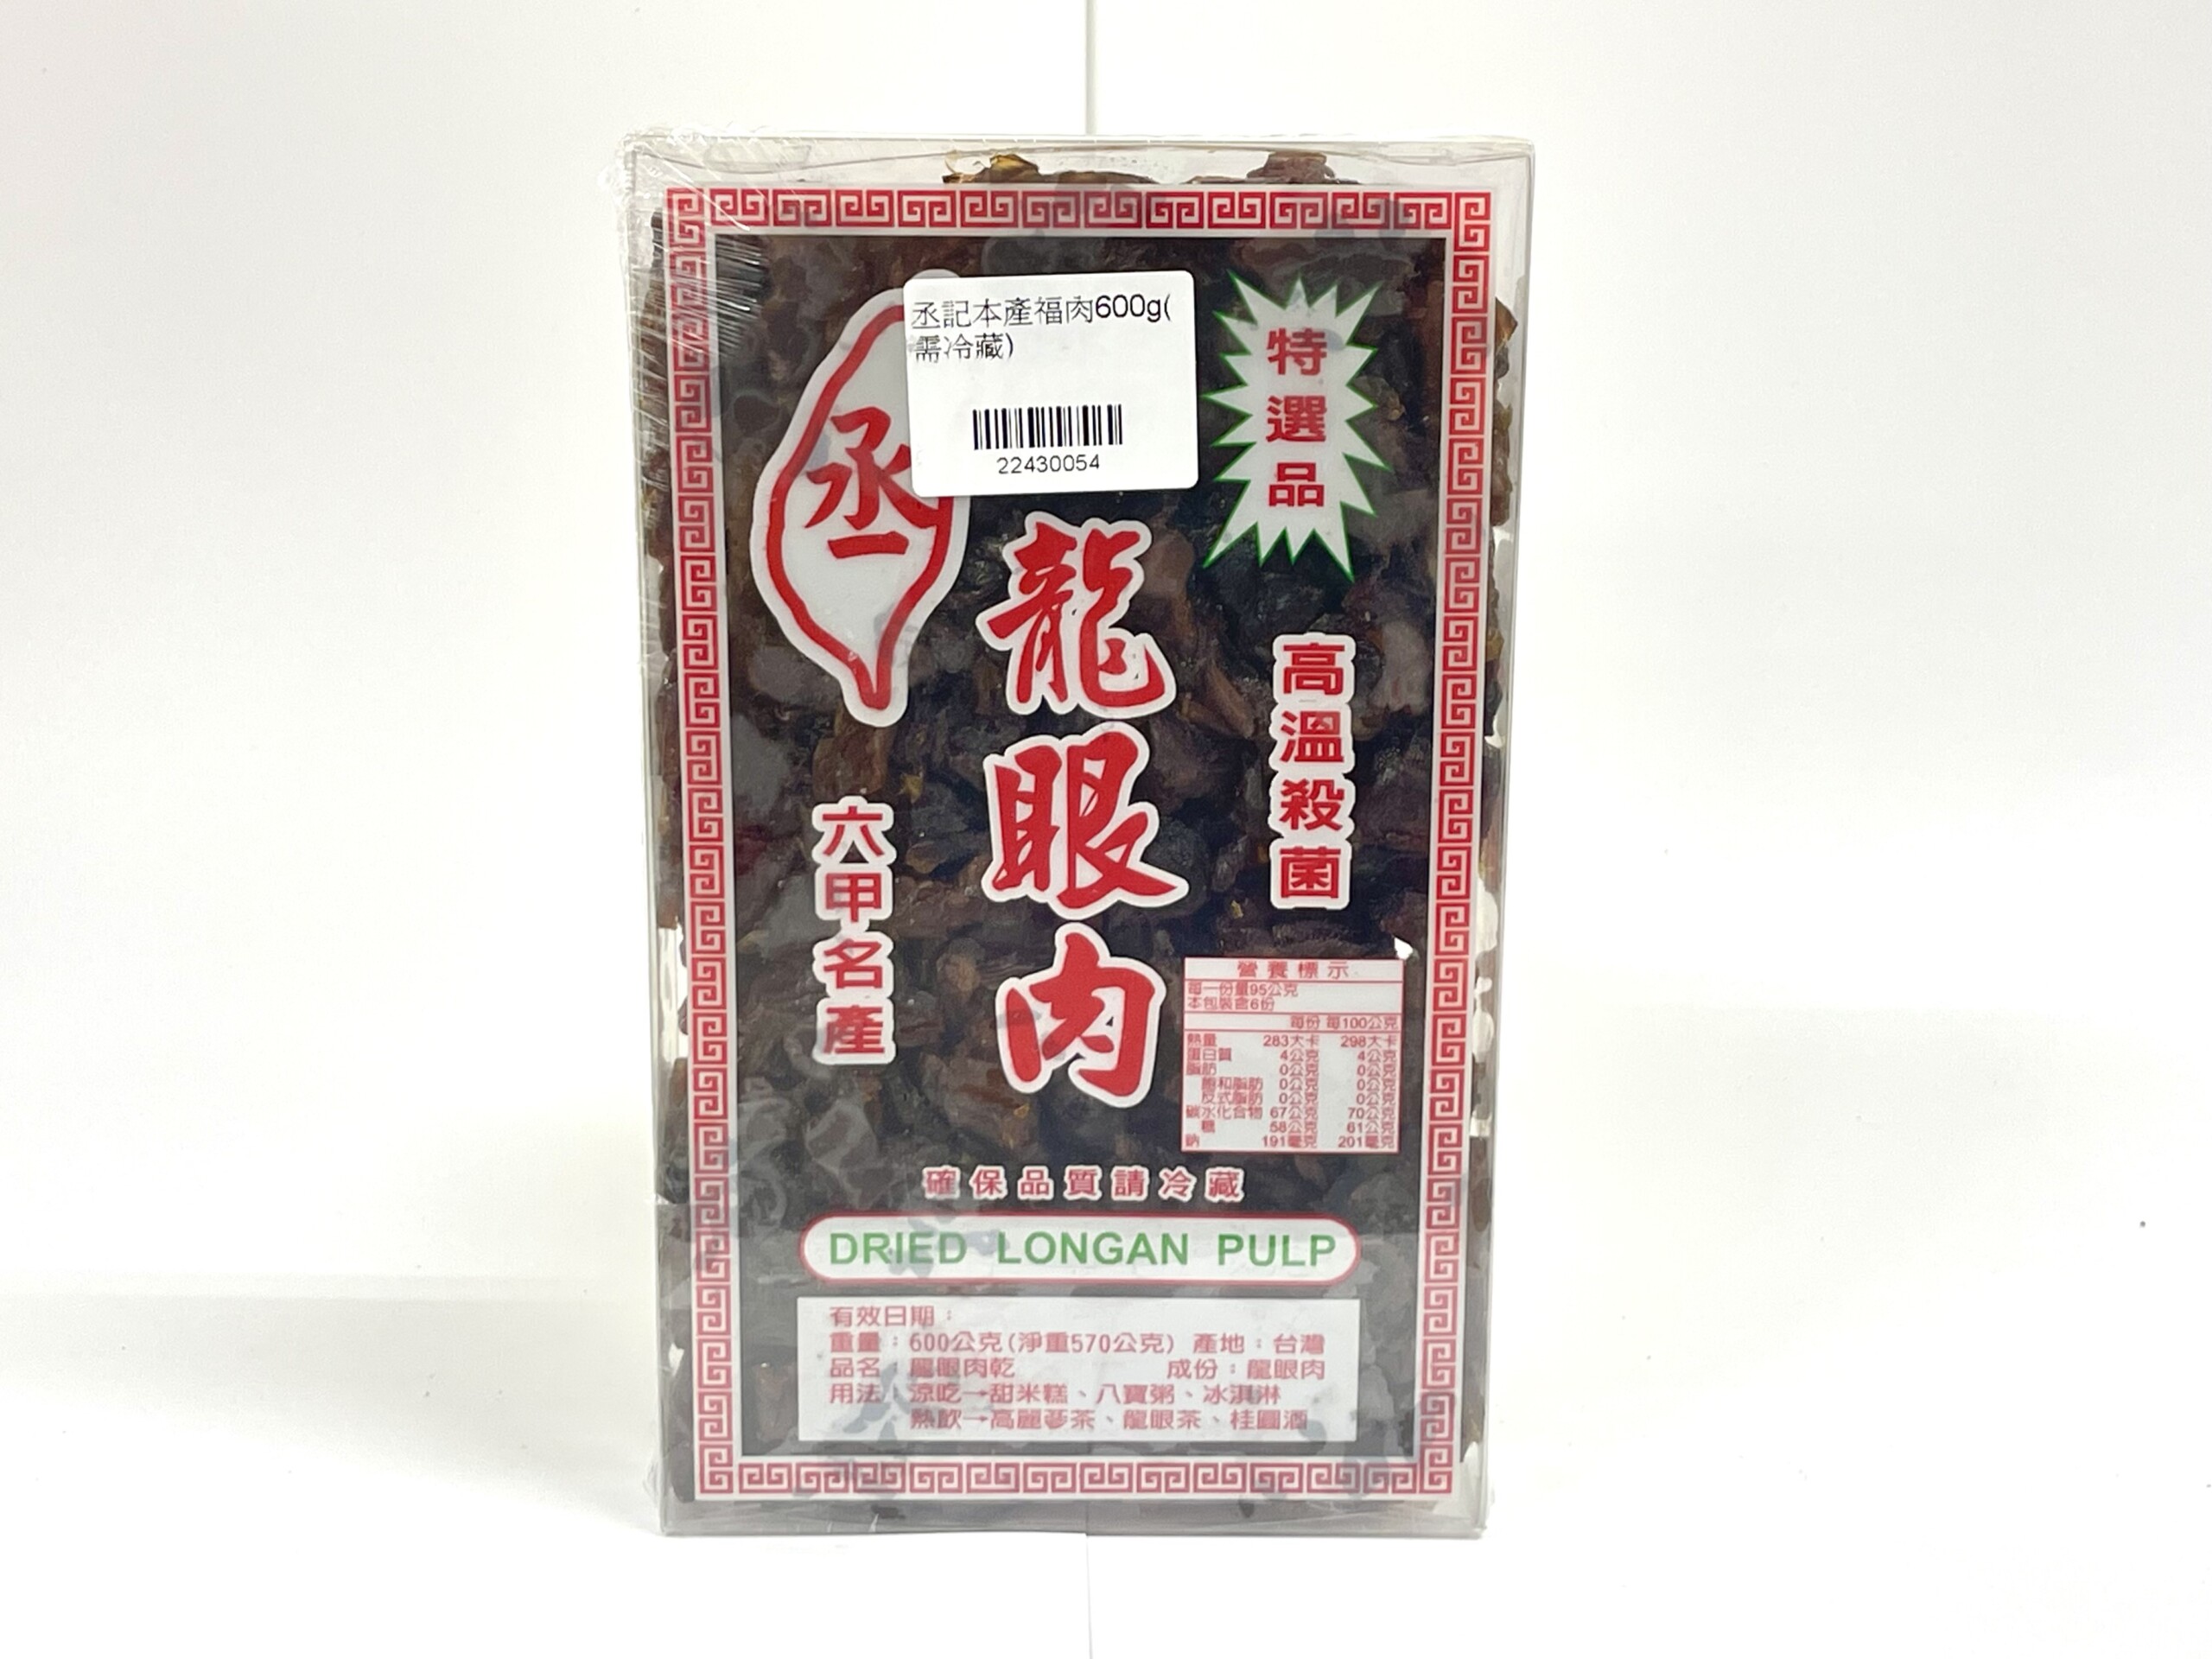 丞記本產福肉600g(
需冷藏)
22430054
丞一
特選品
龍眼肉
高溫殺菌
六甲名產
營養標示
每一份量95公克
本包裝含6份
每份 每100公克
熱量 283大卡 298大卡
蛋白質 4公克 4公克
脂肪 0公克 0公克
飽和脂肪 0公克 0公克
反式脂肪 0公克 0公克
碳水化合物 67公克 70公克
糖 58公克 61公克
鈉 191毫克 201毫克
確保品質請冷藏
DRIED LONGAN PULP
有效日期：
重量：600公克(淨重570公克) 產地：台灣
品名：龍眼肉乾 成份：龍眼肉
用法：涼吃→甜米糕、八寶粥、冰淇淋
熱飲→高麗蔘茶、龍眼茶、桂圓酒